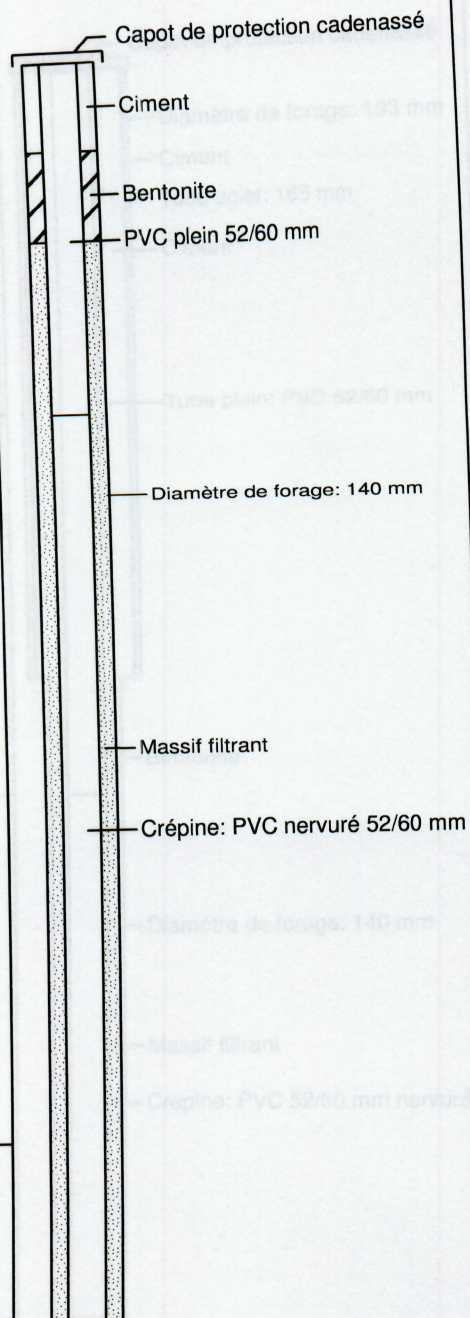 Capot de protection cadenassé
Ciment
Bentonite
PVC plein 52/60 mm
Diamètre de forage: 140 mm
Massif filtrant
Crépine: PVC nervuré 52/60 mm